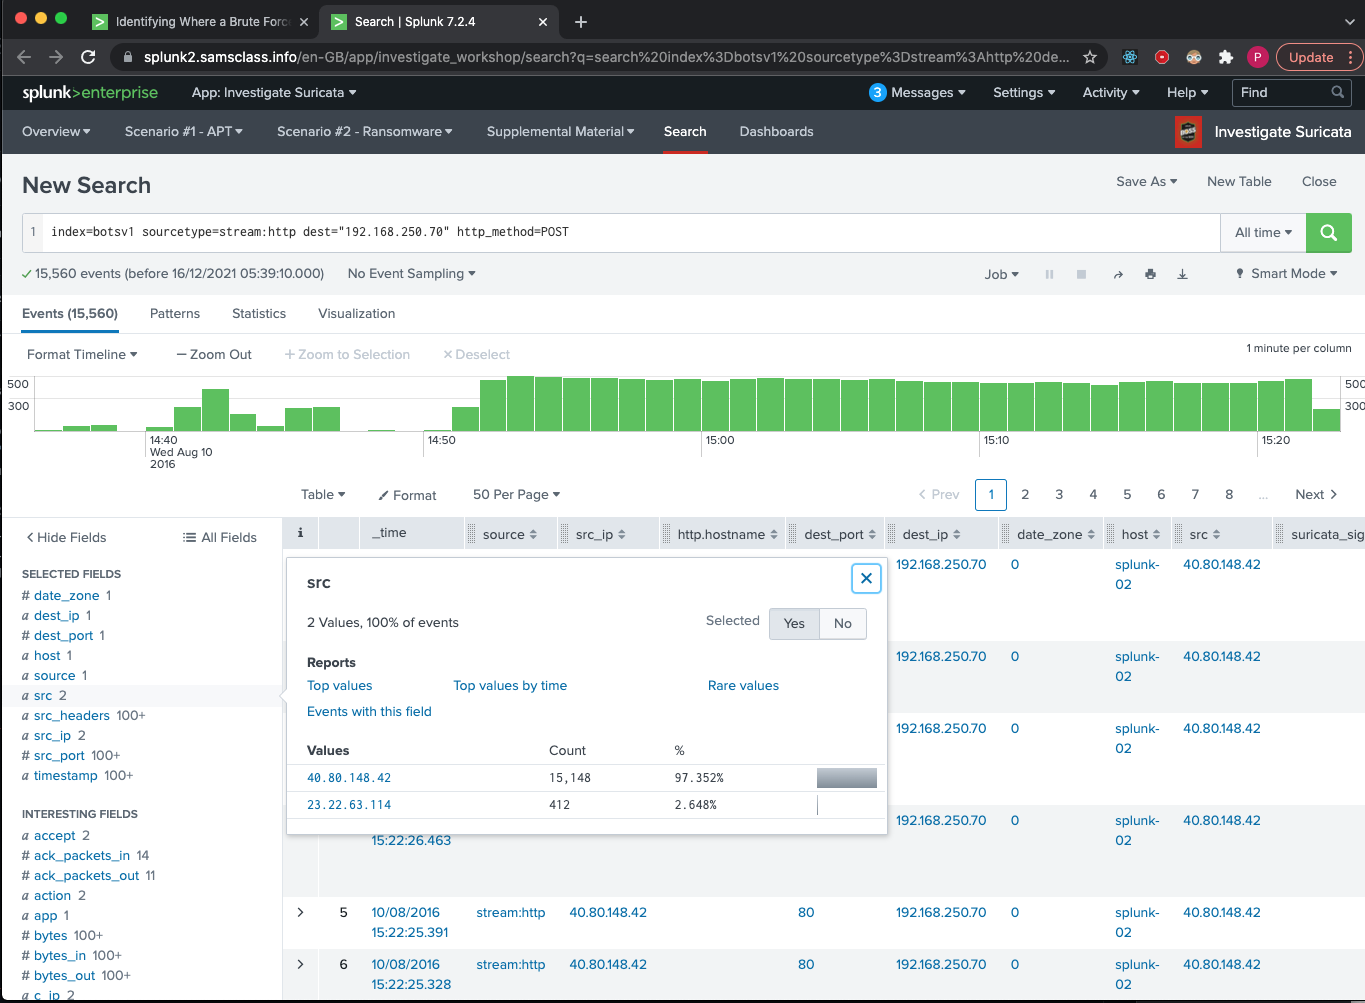 Identifying Where a Brute Forc
Search | Splunk 7.2.4
splunk2.samsclass.info/en-GB/app/investigate_workshop/search?q=search%20index%3Dbotsv1%20sourcetype%3Dstream%3Ahttp%20de...
P
Update
splunk>enterprise App: Investigate Suricata 3 Messages Settings Activity Help Find
Overview Scenario #1 - APT Scenario #2 - Ransomware Supplemental Material Search Dashboards BOSS Investigate Suricata
New Search Save As New Table Close
1 index=botsv1 sourcetype=stream:http dest="192.168.250.70" http_method=POST All time
15,560 events (before 16/12/2021 05:39:10.000) No Event Sampling Job Smart Mode
Events (15,560) Patterns Statistics Visualization
Format Timeline — Zoom Out + Zoom to Selection × Deselect 1 minute per column
500 500
300 300
14:40 14:50 15:00 15:10 15:20
Wed Aug 10
2016
Table Format 50 Per Page < Prev 1 2 3 4 5 6 7 8 ... Next >
< Hide Fields All Fields i _time source src_ip http.hostname dest_port dest_ip date_zone host src suricata_sig
SELECTED FIELDS
# date_zone 1
a dest_ip 1
# dest_port 1
a host 1
a source 1
a src 2
a src_headers 100+
a src_ip 2
# src_port 100+
a timestamp 100+
INTERESTING FIELDS
a accept 2
# ack_packets_in 14
# ack_packets_out 11
a action 2
a app 1
# bytes 100+
# bytes_in 100+
# bytes_out 100+
a c_ip 2
src
2 Values, 100% of events Selected Yes No
Reports
Top values Top values by time Rare values
Events with this field
Values Count %
40.80.148.42 15,148 97.352%
23.22.63.114 412 2.648%
192.168.250.70 0 splunk- 40.80.148.42
02
192.168.250.70 0 splunk- 40.80.148.42
02
192.168.250.70 0 splunk- 40.80.148.42
02
192.168.250.70 0 splunk- 40.80.148.42
15:22:26.463 02
> 5 10/08/2016 stream:http 40.80.148.42 80 192.168.250.70 0 splunk- 40.80.148.42
15:22:25.391 02
> 6 10/08/2016 stream:http 40.80.148.42 80 192.168.250.70 0 splunk- 40.80.148.42
15:22:25.328 02